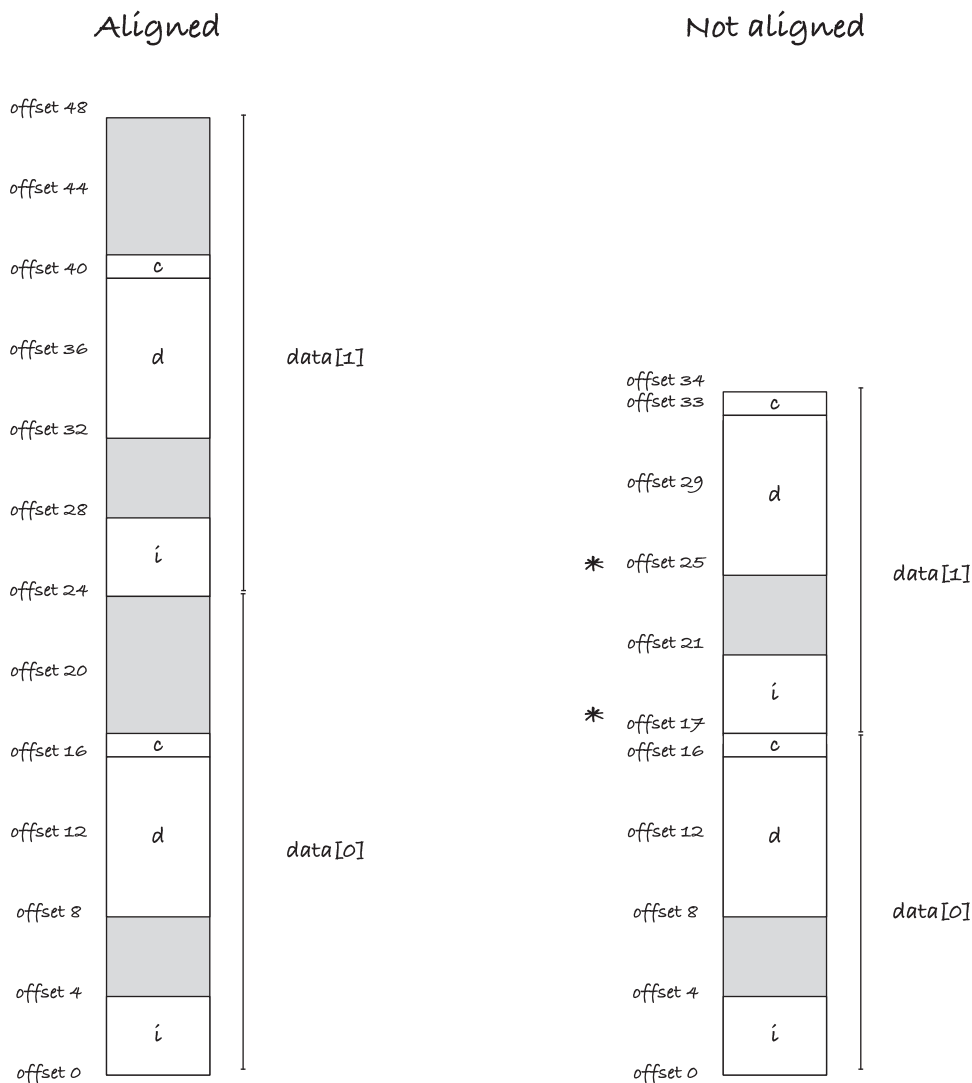 Aligned
offset 48
offset 44
offset 40
c
offset 36
d
data[1]
offset 32
offset 28
i
offset 24
offset 20
offset 16
c
offset 12
d
data[0]
offset 8
offset 4
i
offset 0
Not aligned
offset 34
offset 33
c
offset 29
d
* offset 25
data[1]
offset 21
i
* offset 17
offset 16
c
offset 12
d
offset 8
data[0]
offset 4
i
offset 0